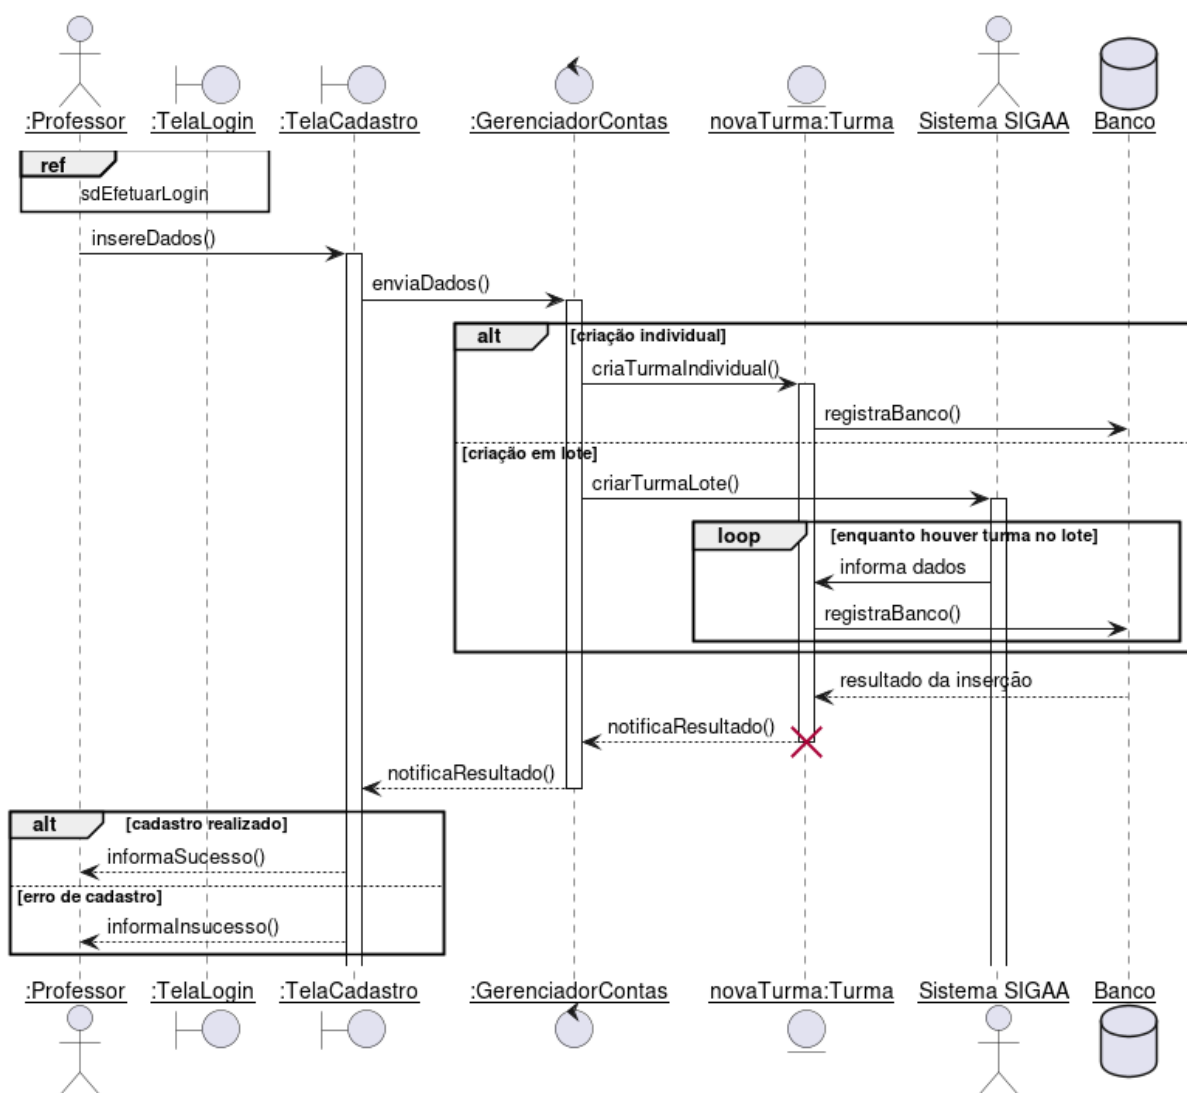 :Professor :TelaLogin :TelaCadastro :GerenciadorContas novaTurma:Turma Sistema SIGAA Banco
ref
sdEfetuarLogin
insereDados()
enviaDados()
alt [criação individual]
criaTurmaIndividual()
registraBanco()
[criação em lote]
criarTurmaLote()
loop [enquanto houver turma no lote]
informa dados
registraBanco()
resultado da inserção
notificaResultado()
notificaResultado()
alt [cadastro realizado]
informaSucesso()
[erro de cadastro]
informaInsucesso()
:Professor :TelaLogin :TelaCadastro :GerenciadorContas novaTurma:Turma Sistema SIGAA Banco